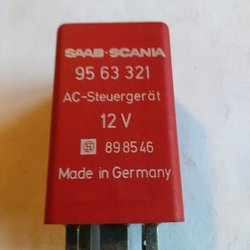 SAAB-SCANIA
95 63 321
AC-Steuergerät
12 V
S 898546
Made in Germany